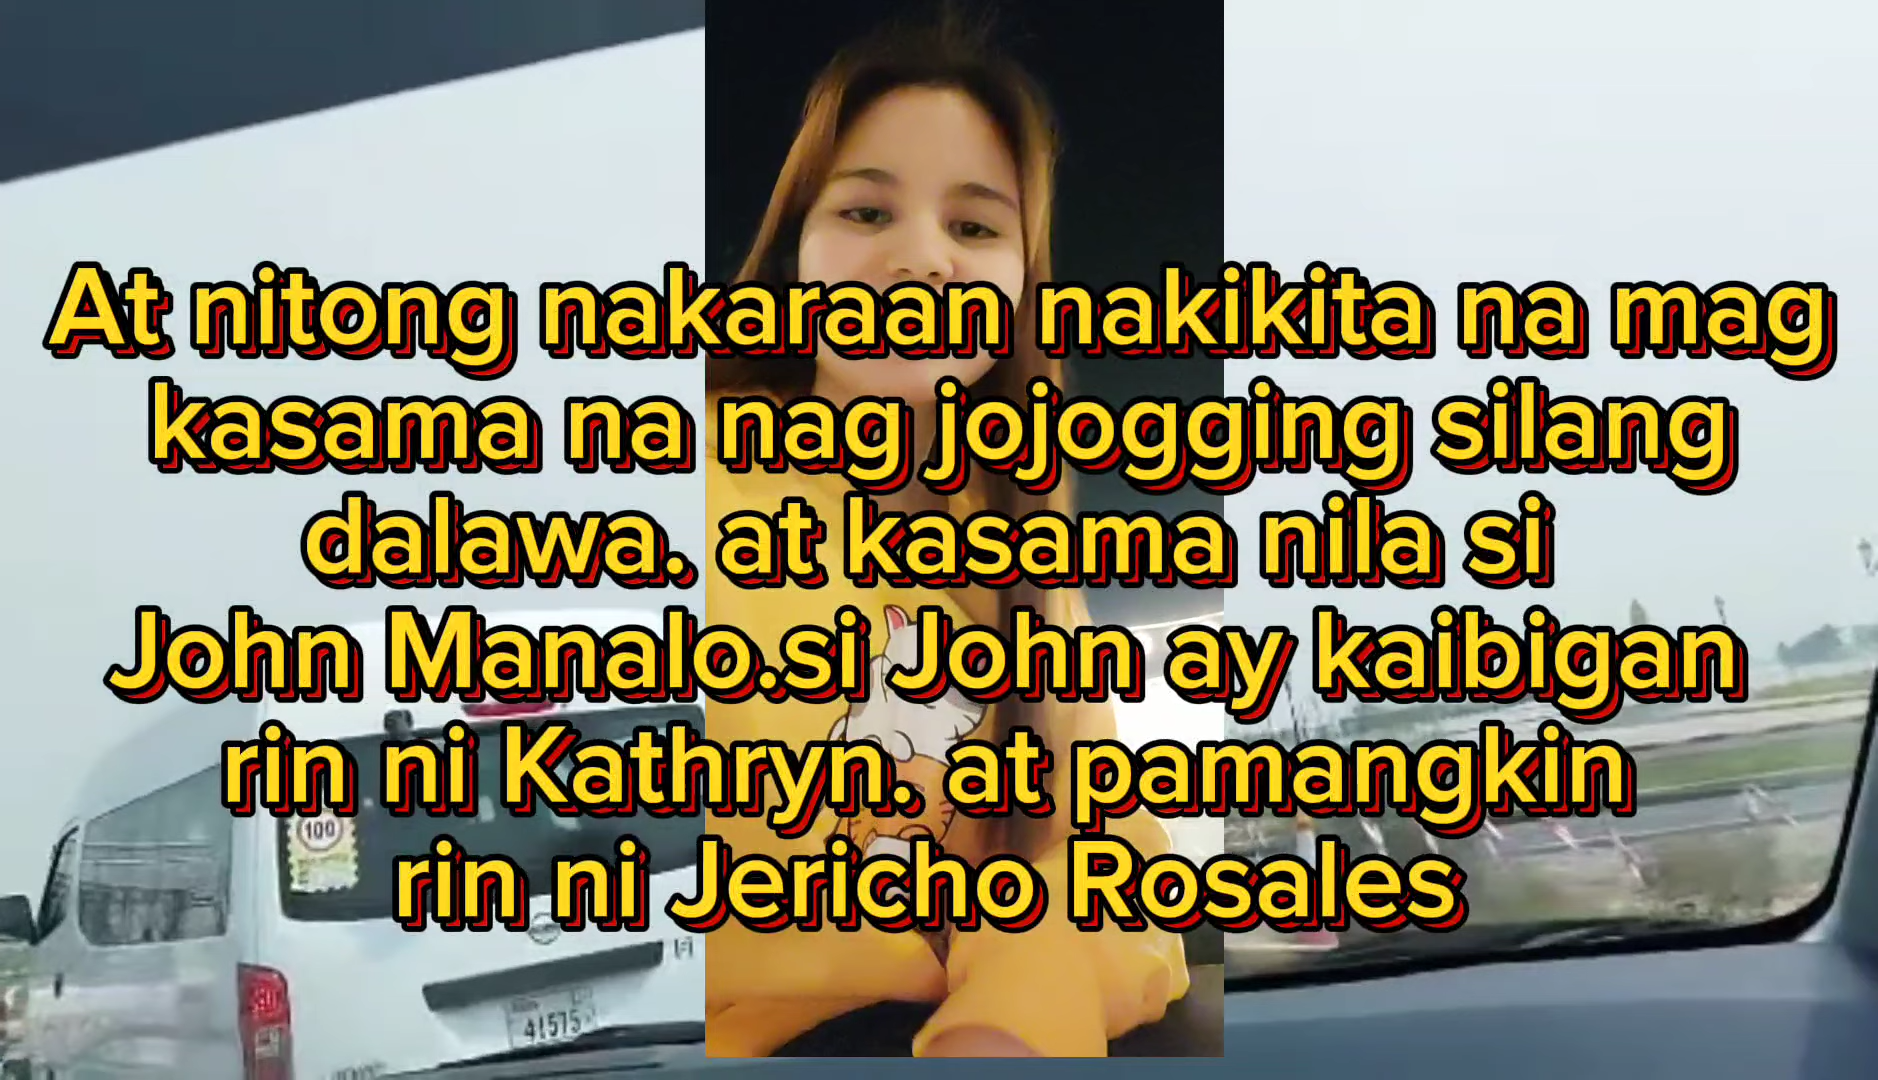 At nitong nakaraan nakikita na mag
kasama na nag jojogging silang
dalawa. at kasama nila si
John Manalo.si John ay kaibigan
rin ni Kathryn. at pamangkin
rin ni Jericho Rosales
100
41575